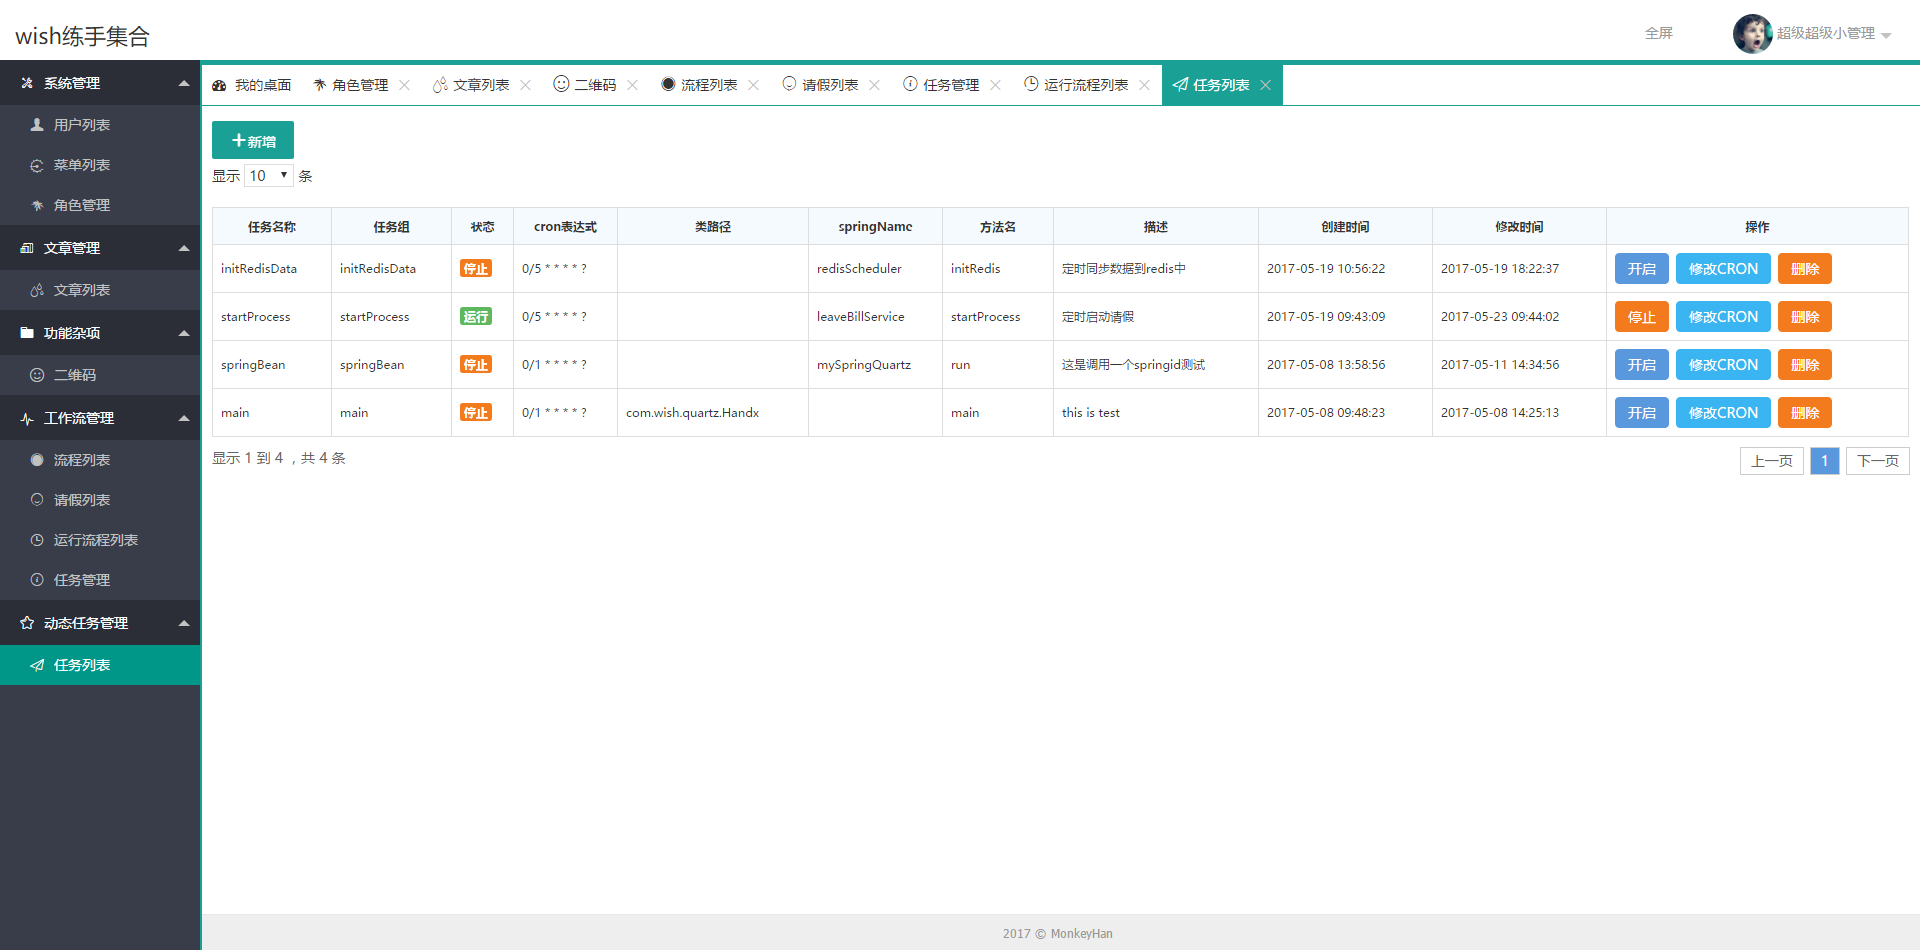 wish练手集合
全屏
超级超级小管理
系统管理
用户列表
菜单列表
角色管理
文章管理
文章列表
功能杂项
二维码
工作流管理
流程列表
请假列表
运行流程列表
任务管理
动态任务管理
任务列表
我的桌面 角色管理 文章列表 二维码 流程列表 请假列表 任务管理 运行流程列表 任务列表
新增
显示 10 条
任务名称 任务组 状态 cron表达式 类路径 springName 方法名 描述 创建时间 修改时间 操作
initRedisData initRedisData 停止 0/5 * * * * ? redisScheduler initRedis 定时同步数据到redis中 2017-05-19 10:56:22 2017-05-19 18:22:37 开启 修改CRON 删除
startProcess startProcess 运行 0/5 * * * * ? leaveBillService startProcess 定时启动请假 2017-05-19 09:43:09 2017-05-23 09:44:02 停止 修改CRON 删除
springBean springBean 停止 0/1 * * * * ? mySpringQuartz run 这是调用一个springid测试 2017-05-08 13:58:56 2017-05-11 14:34:56 开启 修改CRON 删除
main main 停止 0/1 * * * * ? com.wish.quartz.Handx main this is test 2017-05-08 09:48:23 2017-05-08 14:25:13 开启 修改CRON 删除
显示 1 到 4 ，共 4 条
上一页 1 下一页
2017 © MonkeyHan